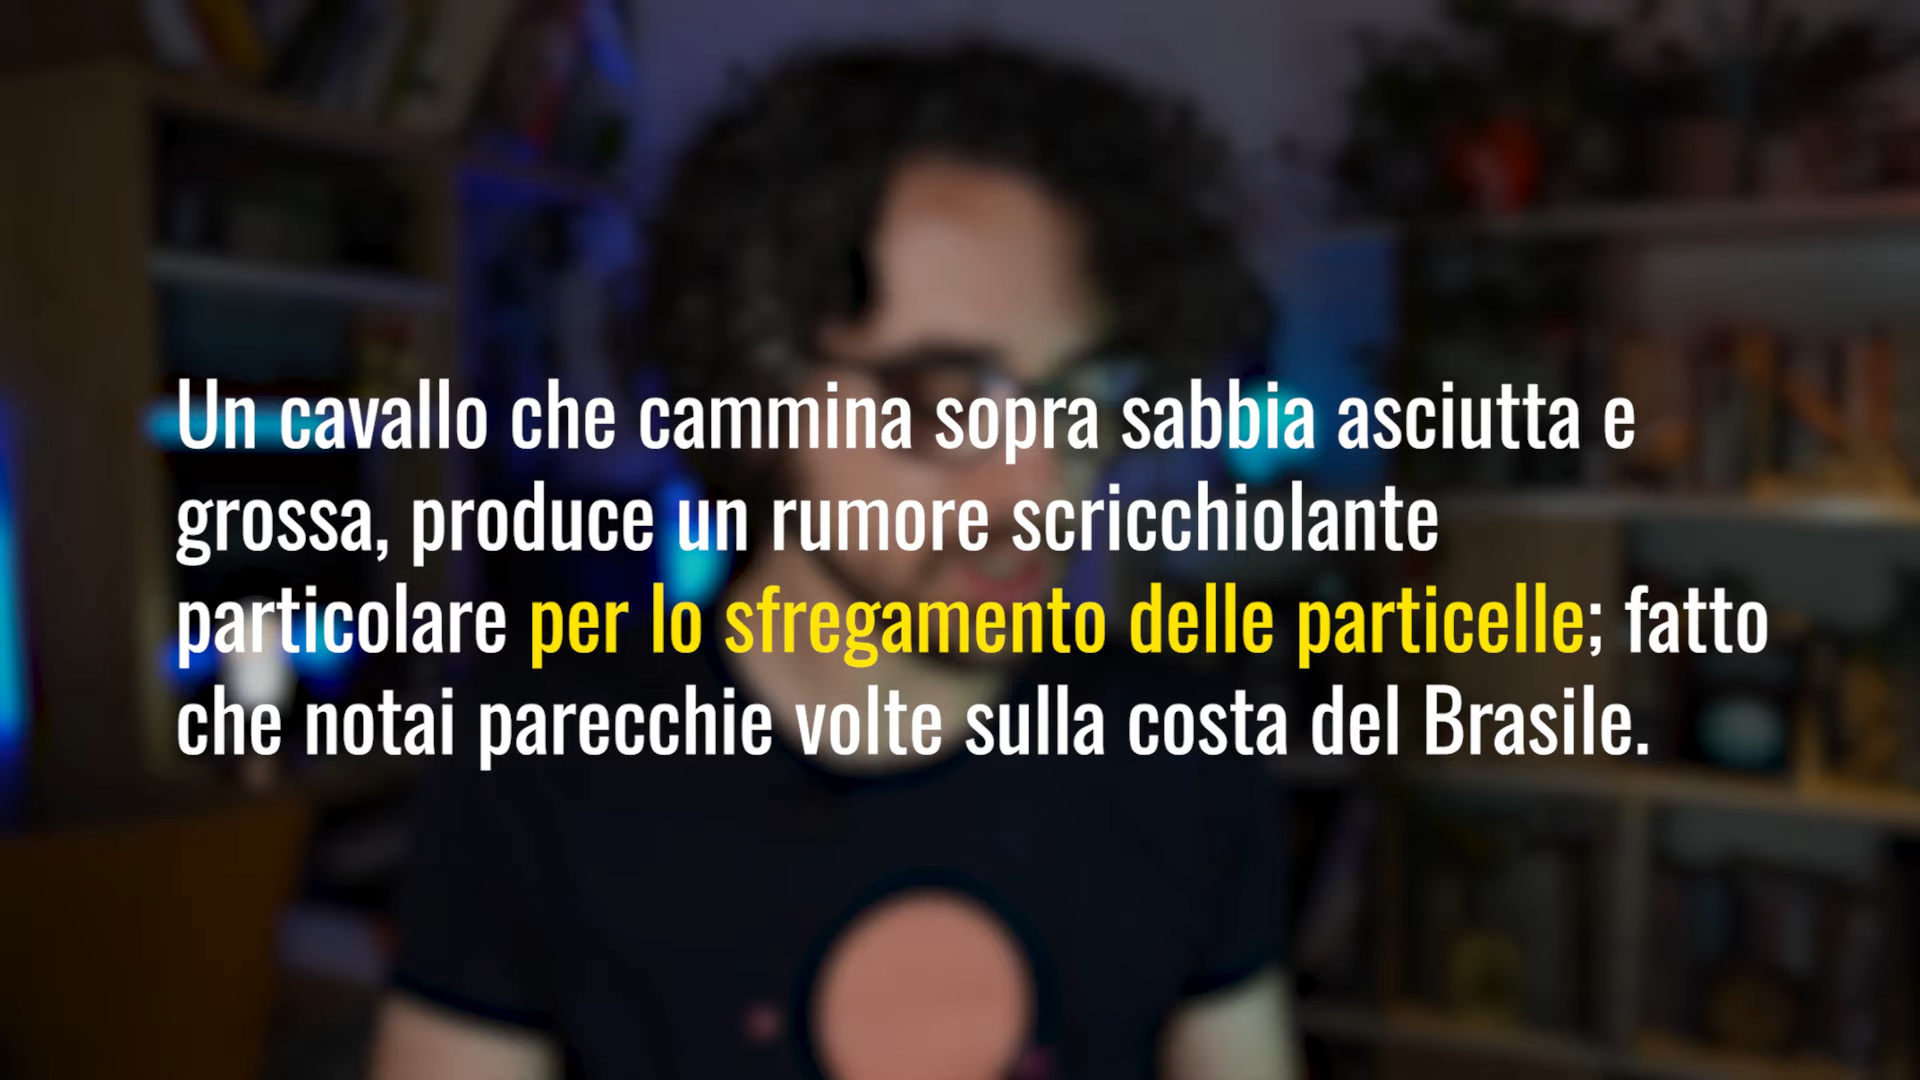 Un cavallo che cammina sopra sabbia asciutta e
grossa, produce un rumore scricchiolante
particolare per lo sfregamento delle particelle; fatto
che notai parecchie volte sulla costa del Brasile.